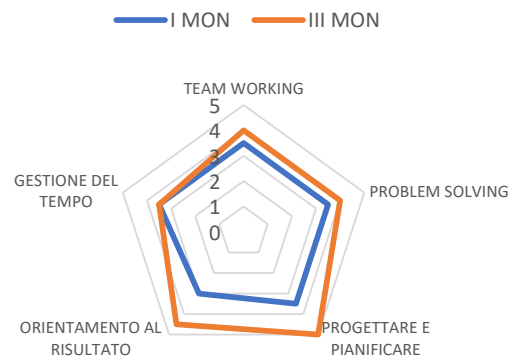 I MON
III MON
TEAM WORKING
5
4
3
2
1
0
PROBLEM SOLVING
PROGETTARE E
PIANIFICARE
ORIENTAMENTO AL
RISULTATO
GESTIONE DEL
TEMPO